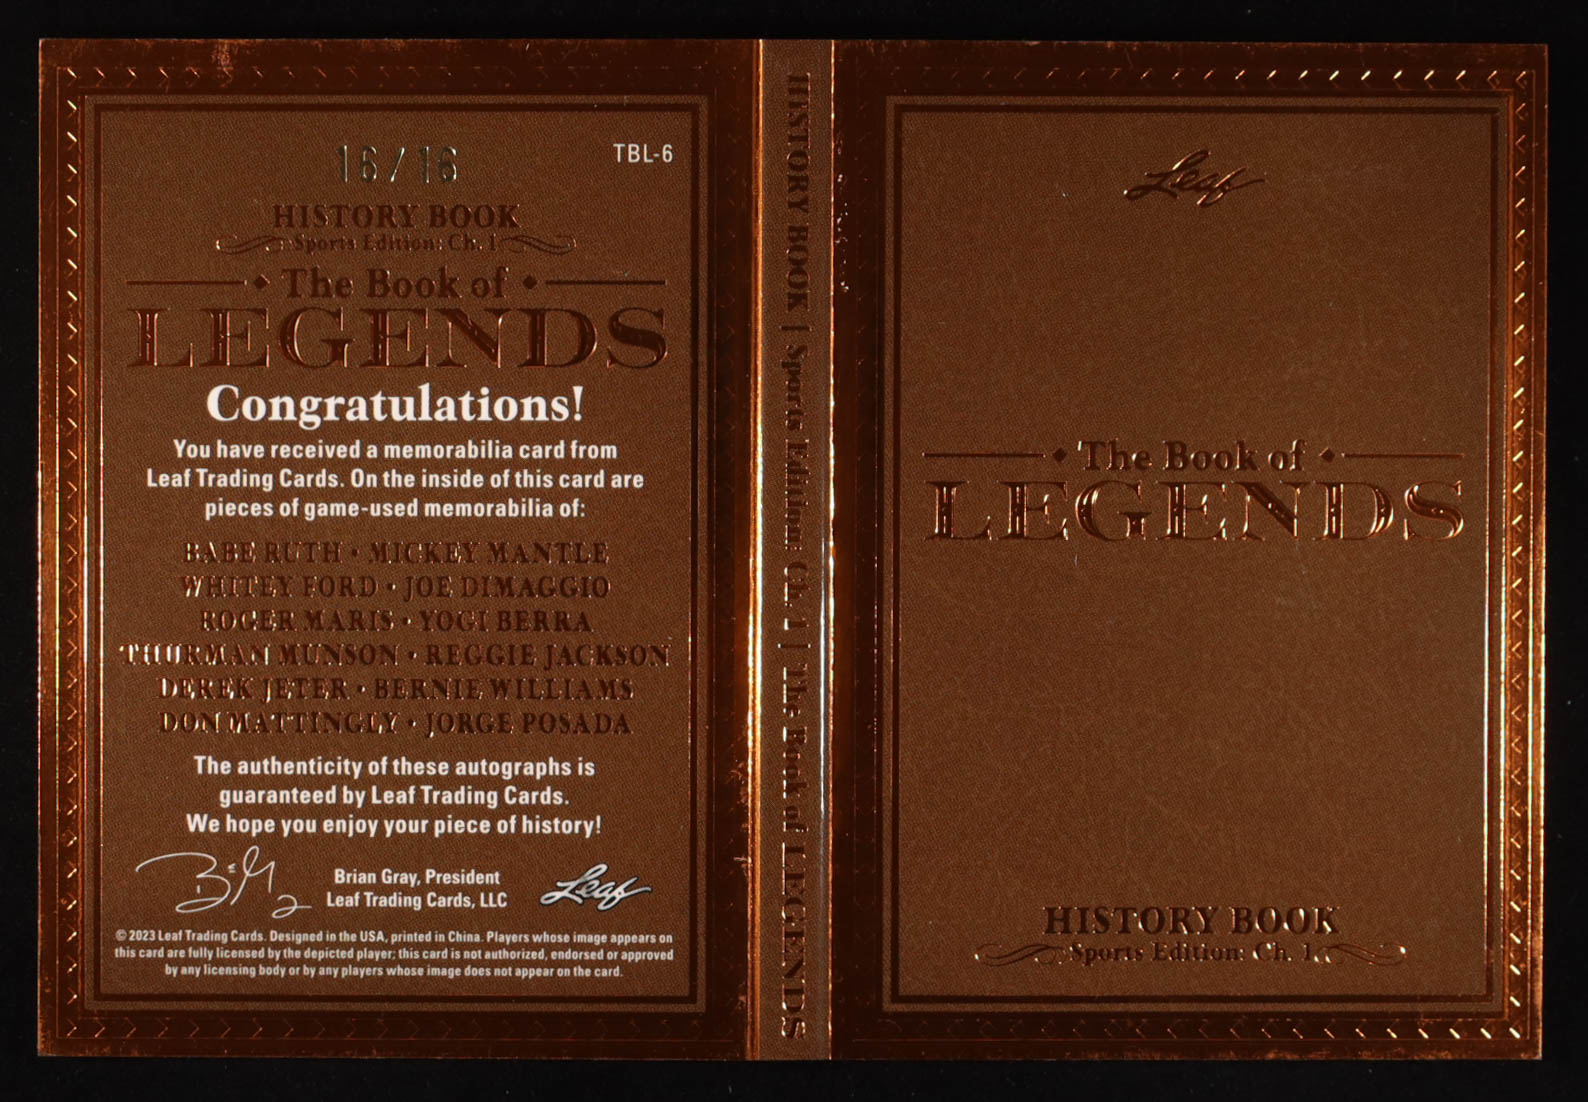 16/16
TBL-6
HISTORY BOOK
Sports Edition: Ch. 1
The Book of
LEGENDS
Congratulations!
You have received a memorabilia card from
Leaf Trading Cards. On the inside of this card are
pieces of game-used memorabilia of:
BABE RUTH • MICKEY MANTLE
WHITEY FORD • JOE DIMAGGIO
ROGER MARIS • YOGI BERRA
THURMAN MUNSON • REGGIE JACKSON
DEREK JETER • BERNIE WILLIAMS
DON MATTINGLY • JORGE POSADA
The authenticity of these autographs is
guaranteed by Leaf Trading Cards.
We hope you enjoy your piece of history!
Brian Gray, President
Leaf Trading Cards, LLC
Leaf
© 2023 Leaf Trading Cards. Designed in the USA, printed in China. Players whose image appears on
this card are fully licensed by the depicted player; this card is not authorized, endorsed or approved
by any licensing body or by any players whose image does not appear on the card.
HISTORY BOOK | Sports Edition: Ch. 1 | The Book of LEGENDS
Leaf
The Book of
LEGENDS
HISTORY BOOK
Sports Edition: Ch. 1